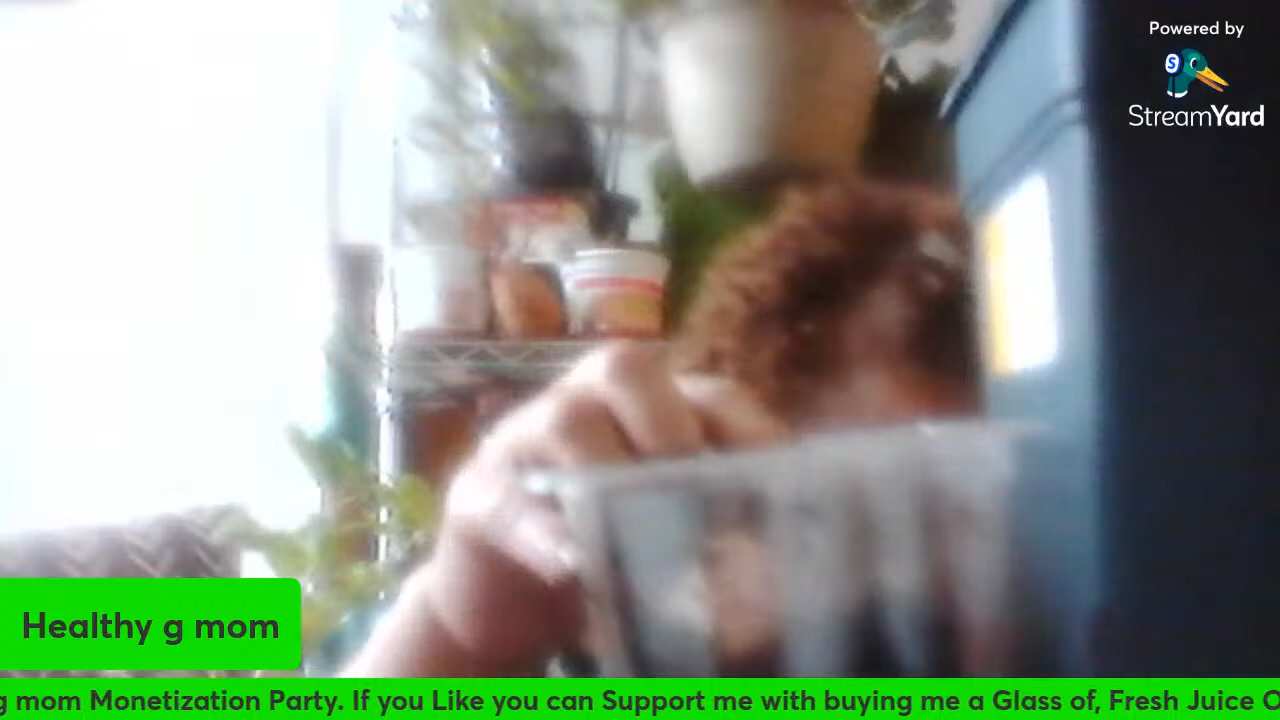 Powered by
S
StreamYard
Healthy g mom
g mom Monetization Party. If you Like you can Support me with buying me a Glass of, Fresh Juice